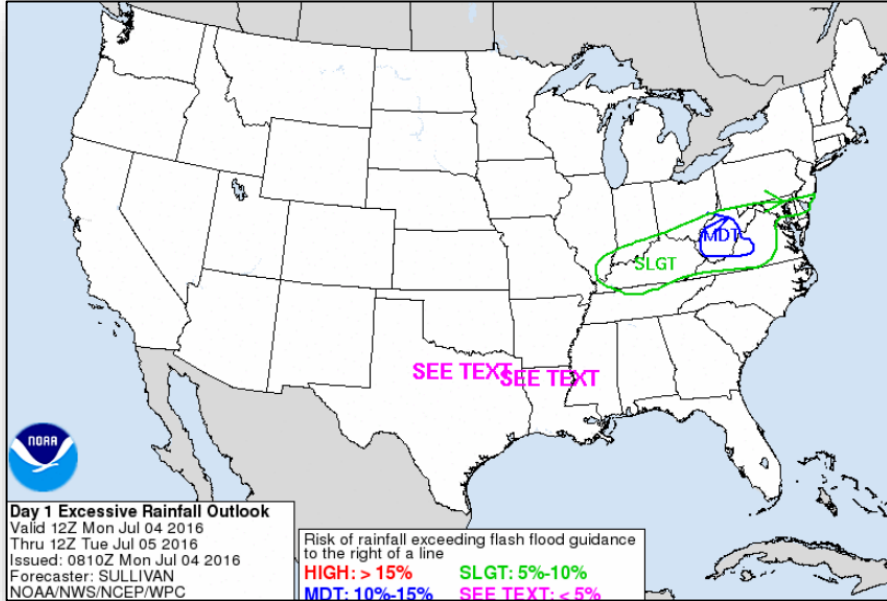 MDT
SLGT
SEE TEXT
SEE TEXT
NOAA
Day 1 Excessive Rainfall Outlook
Valid 12Z Mon Jul 04 2016
Thru 12Z Tue Jul 05 2016
Issued: 0810Z Mon Jul 04 2016
Forecaster: SULLIVAN
NOAA/NWS/NCEP/WPC
Risk of rainfall exceeding flash flood guidance
to the right of a line
HIGH: > 15% SLGT: 5%-10%
MDT: 10%-15% SEE TEXT: < 5%